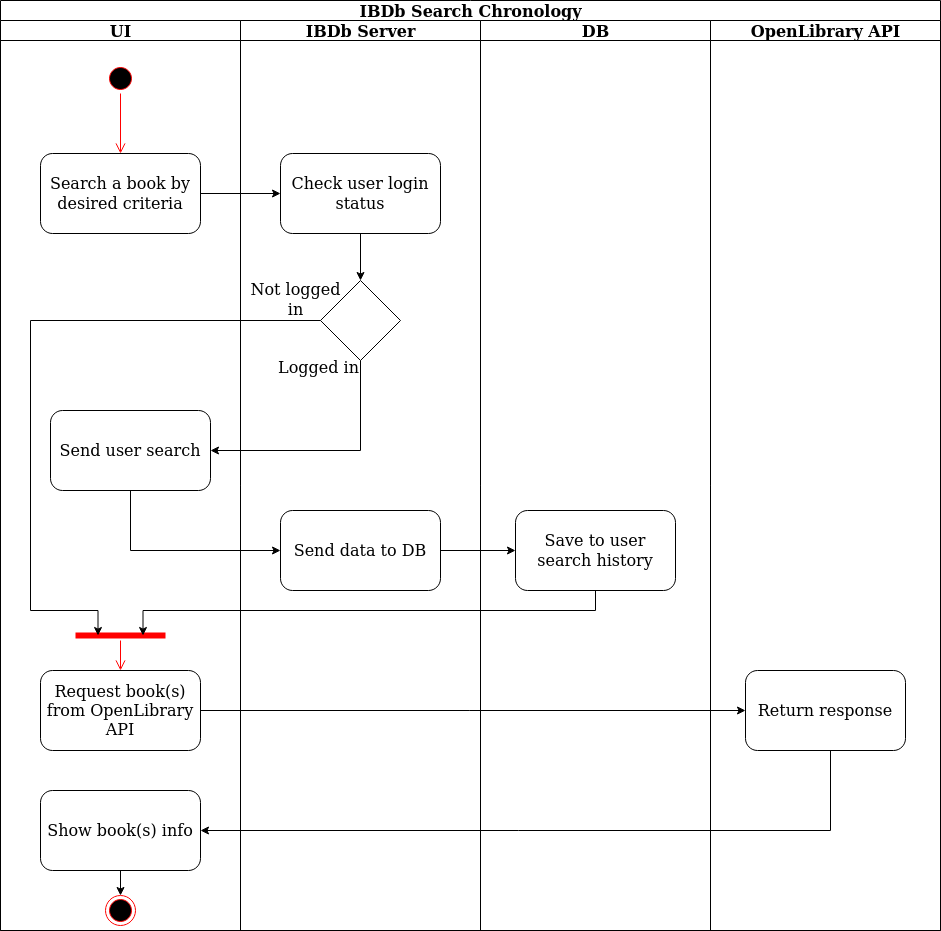 IBDb Search Chronology
UI
IBDb Server
DB
OpenLibrary API
Search a book by
desired criteria
Check user login
status
Not logged
in
Logged in
Send user search
Send data to DB
Save to user
search history
Request book(s)
from OpenLibrary
API
Return response
Show book(s) info